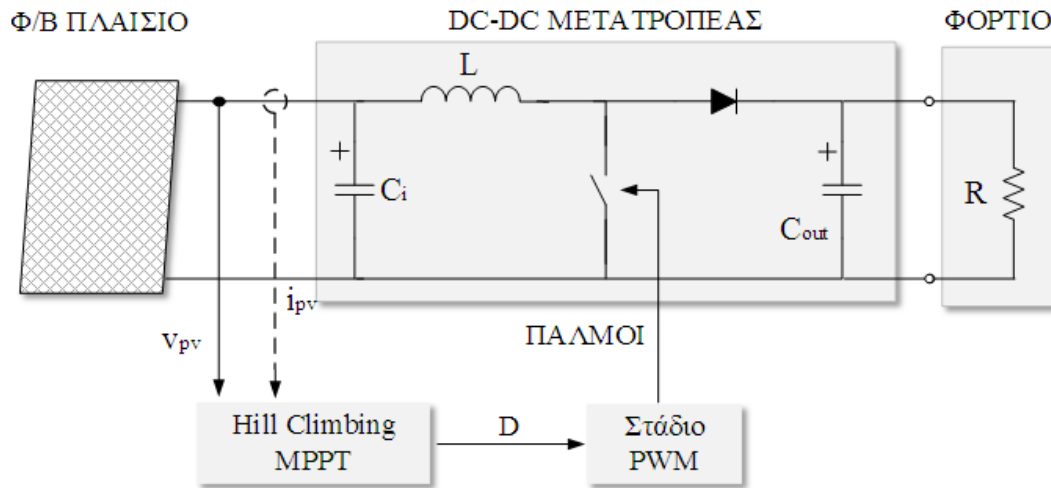 Φ/Β ΠΛΑΙΣΙΟ
DC-DC ΜΕΤΑΤΡΟΠΕΑΣ
ΦΟΡΤΙΟ
L
+
Ci
+
Cout
R
ipv
vpv
ΠΑΛΜΟΙ
Hill Climbing
MPPT
D
Στάδιο
PWM